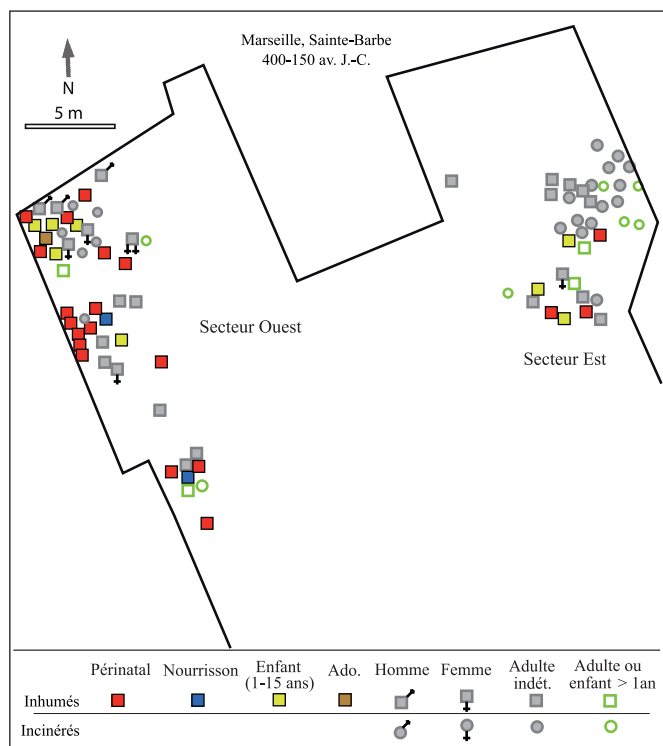 Marseille, Sainte-Barbe
400-150 av. J.-C.
N
5 m
Secteur Ouest
Secteur Est
Périnatal Nourrisson Enfant (1-15 ans) Ado. Homme Femme Adulte indét. Adulte ou enfant > 1an
Inhumés
Incinérés